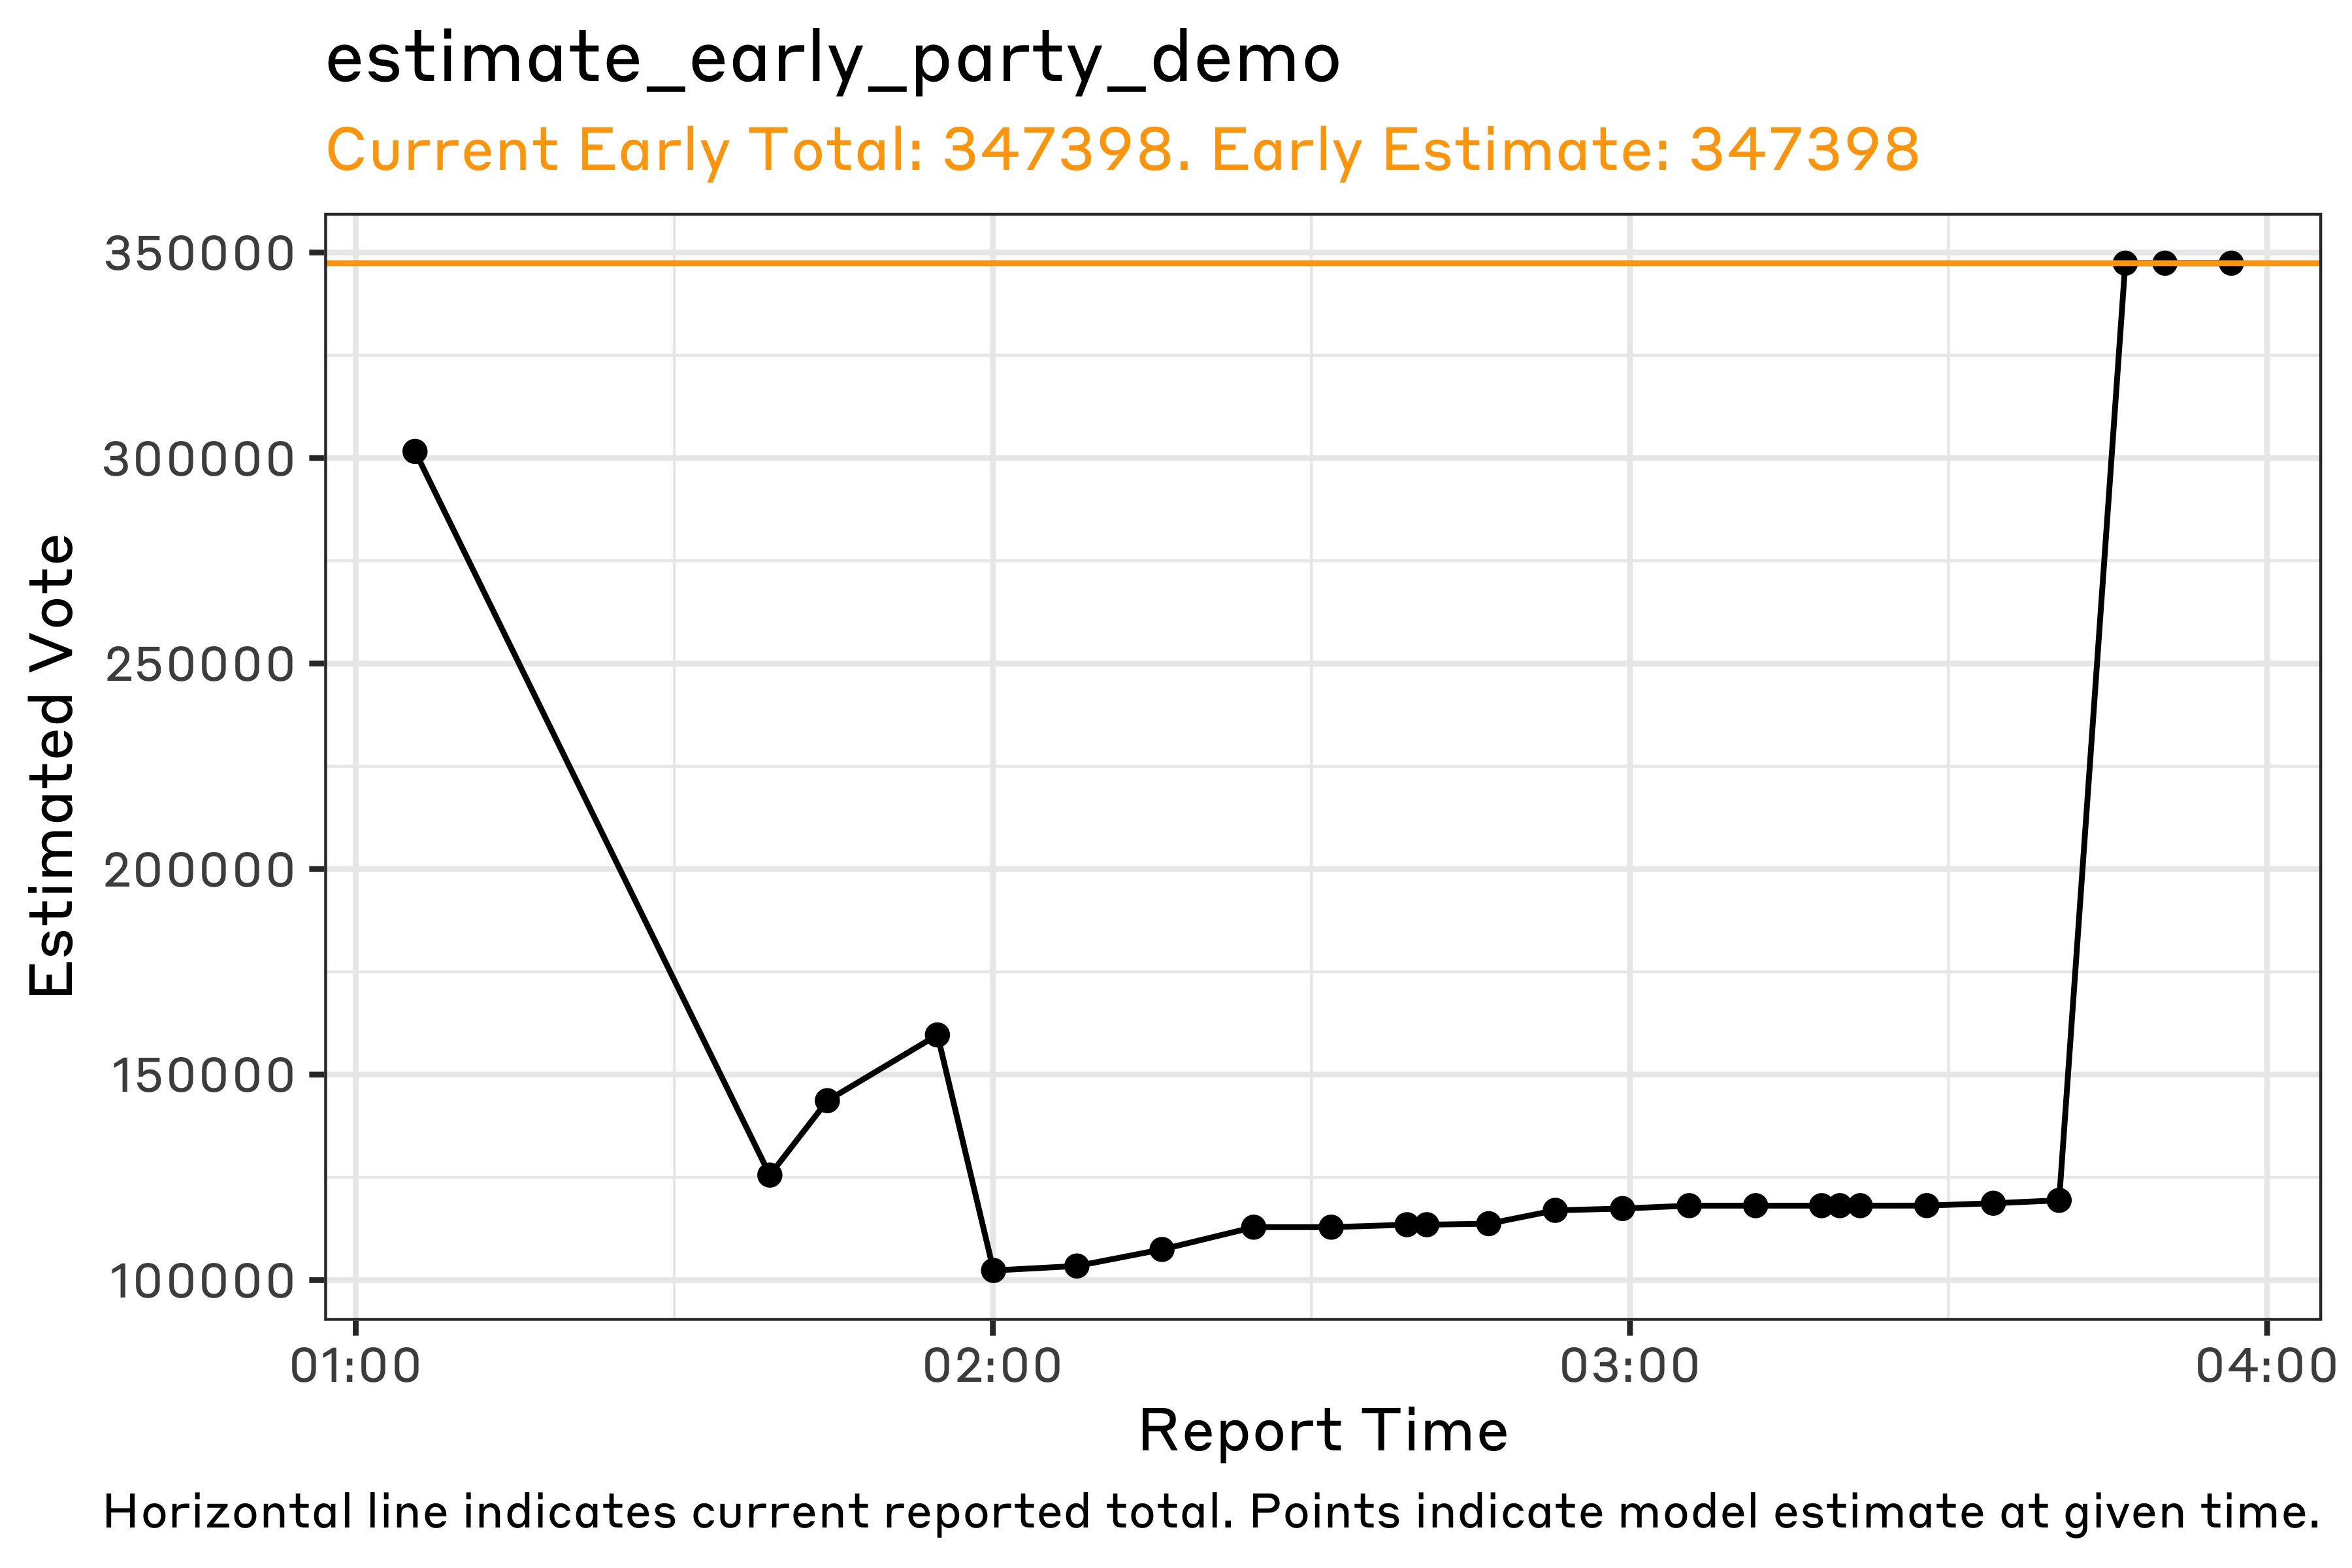 estimate_early_party_demo
Current Early Total: 347398. Early Estimate: 347398
Estimated Vote
350000
300000
250000
200000
150000
100000
01:00 02:00 03:00 04:00
Report Time
Horizontal line indicates current reported total. Points indicate model estimate at given time.